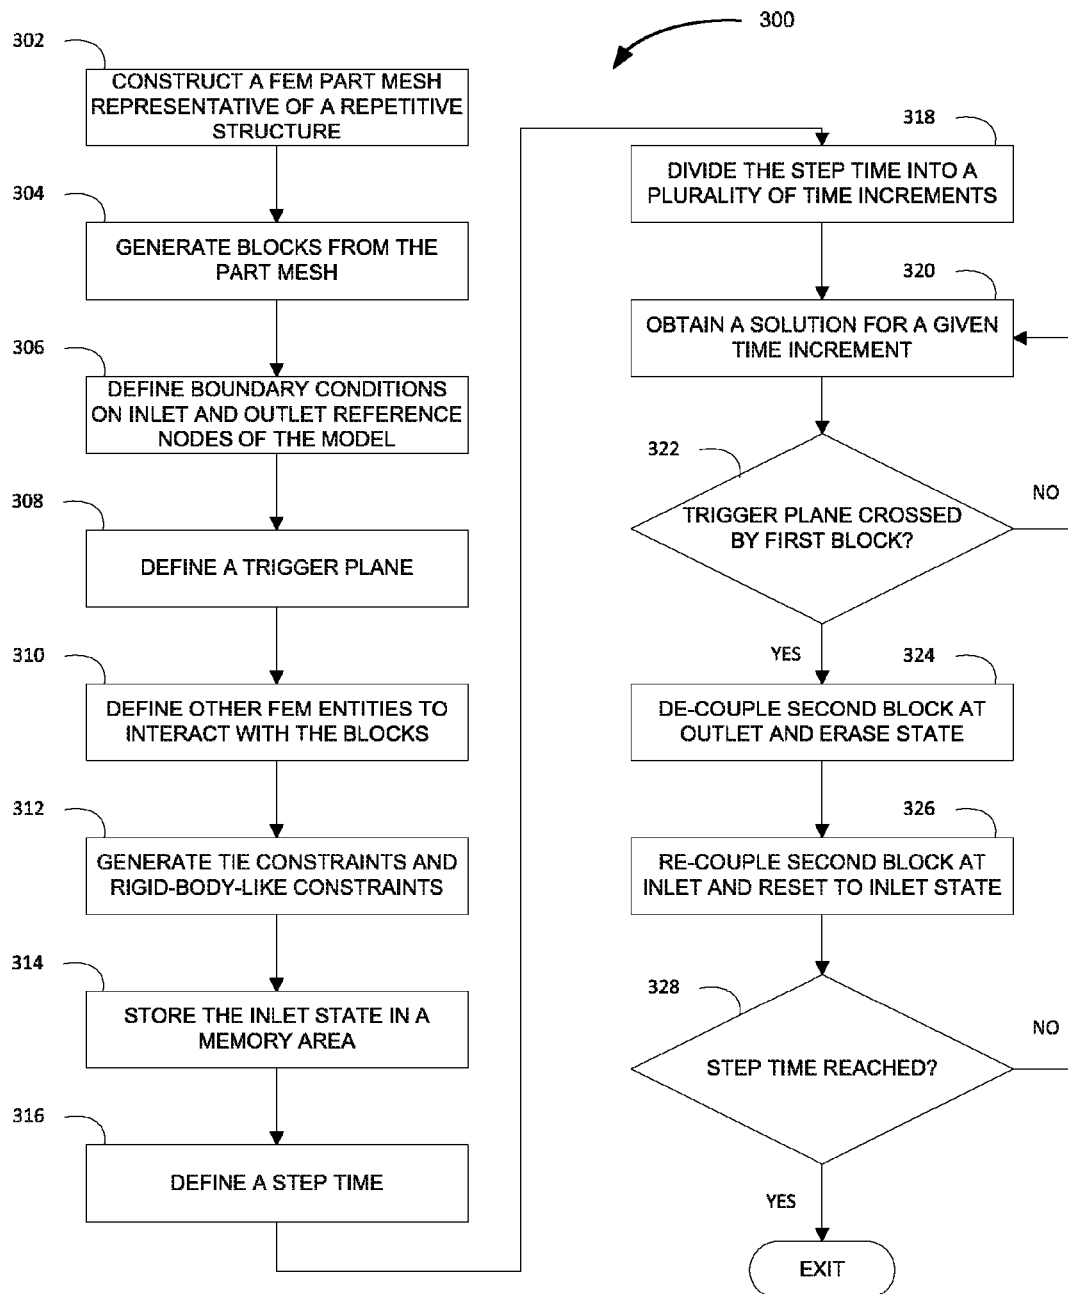 300
302
CONSTRUCT A FEM PART MESH
REPRESENTATIVE OF A REPETITIVE
STRUCTURE
304
GENERATE BLOCKS FROM THE
PART MESH
306
DEFINE BOUNDARY CONDITIONS
ON INLET AND OUTLET REFERENCE
NODES OF THE MODEL
308
DEFINE A TRIGGER PLANE
310
DEFINE OTHER FEM ENTITIES TO
INTERACT WITH THE BLOCKS
312
GENERATE TIE CONSTRAINTS AND
RIGID-BODY-LIKE CONSTRAINTS
314
STORE THE INLET STATE IN A
MEMORY AREA
316
DEFINE A STEP TIME
318
DIVIDE THE STEP TIME INTO A
PLURALITY OF TIME INCREMENTS
320
OBTAIN A SOLUTION FOR A GIVEN
TIME INCREMENT
322
TRIGGER PLANE CROSSED
BY FIRST BLOCK?
NO
YES
324
DE-COUPLE SECOND BLOCK AT
OUTLET AND ERASE STATE
326
RE-COUPLE SECOND BLOCK AT
INLET AND RESET TO INLET STATE
328
STEP TIME REACHED?
NO
YES
EXIT